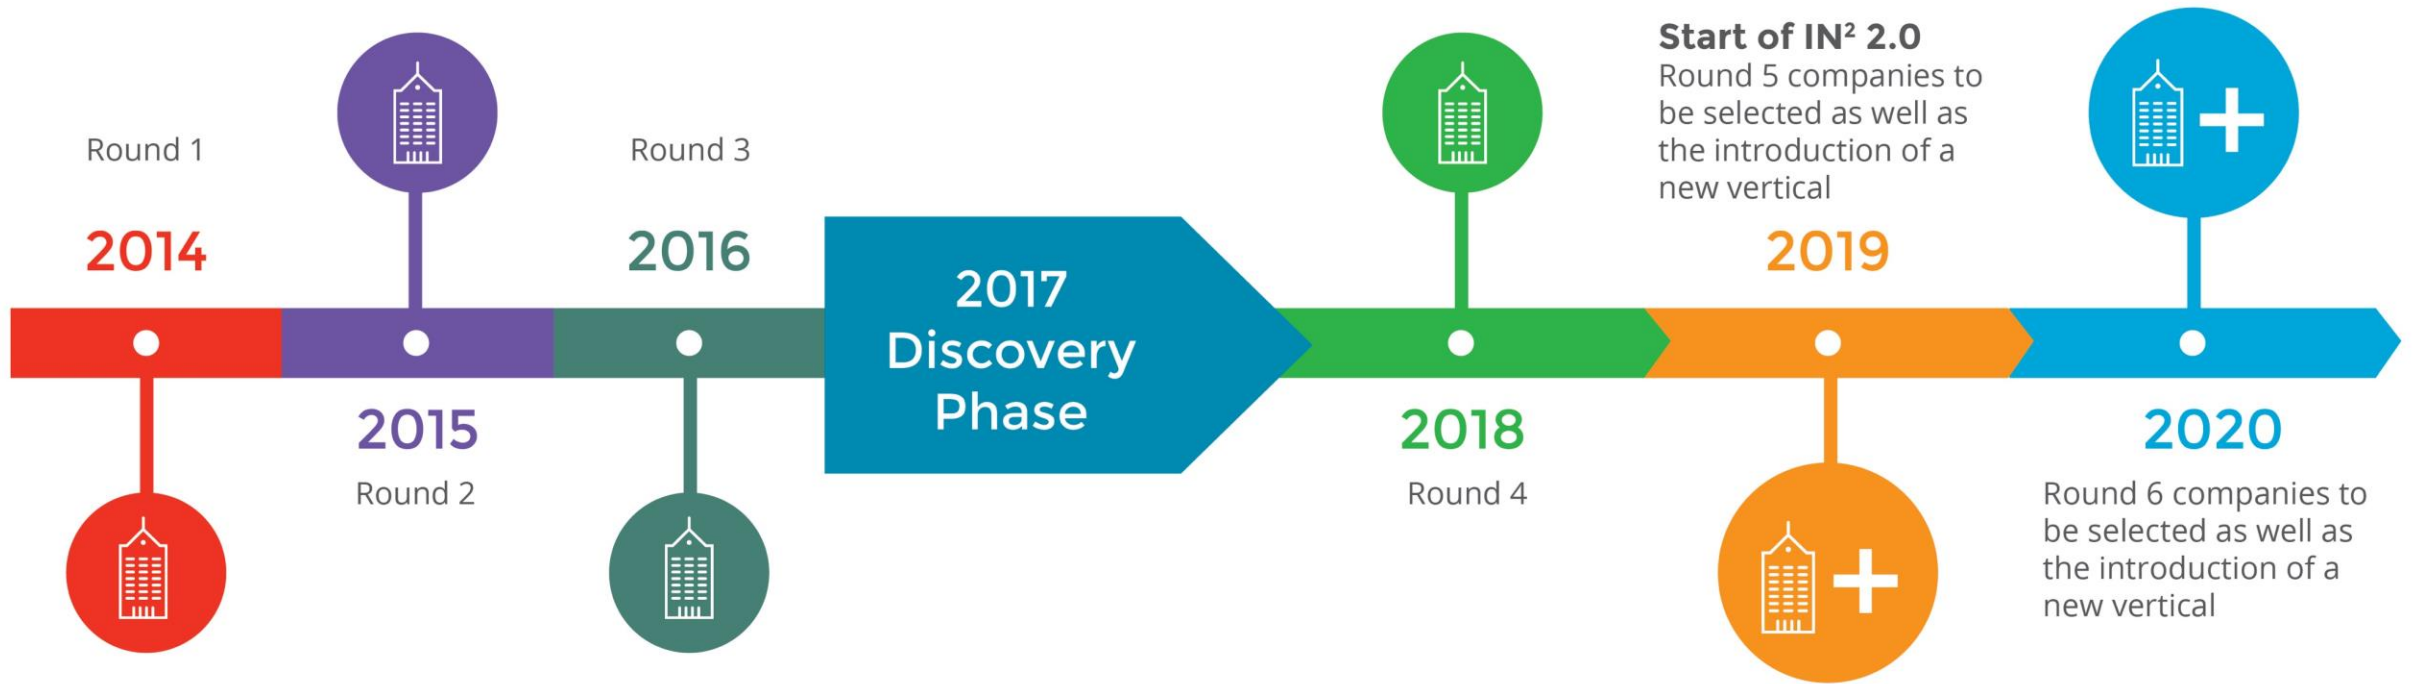 Round 1
2014
2015
Round 2
Round 3
2016
2017
Discovery
Phase
2018
Round 4
Start of IN² 2.0
Round 5 companies to
be selected as well as
the introduction of a
new vertical
2019
2020
Round 6 companies to
be selected as well as
the introduction of a
new vertical